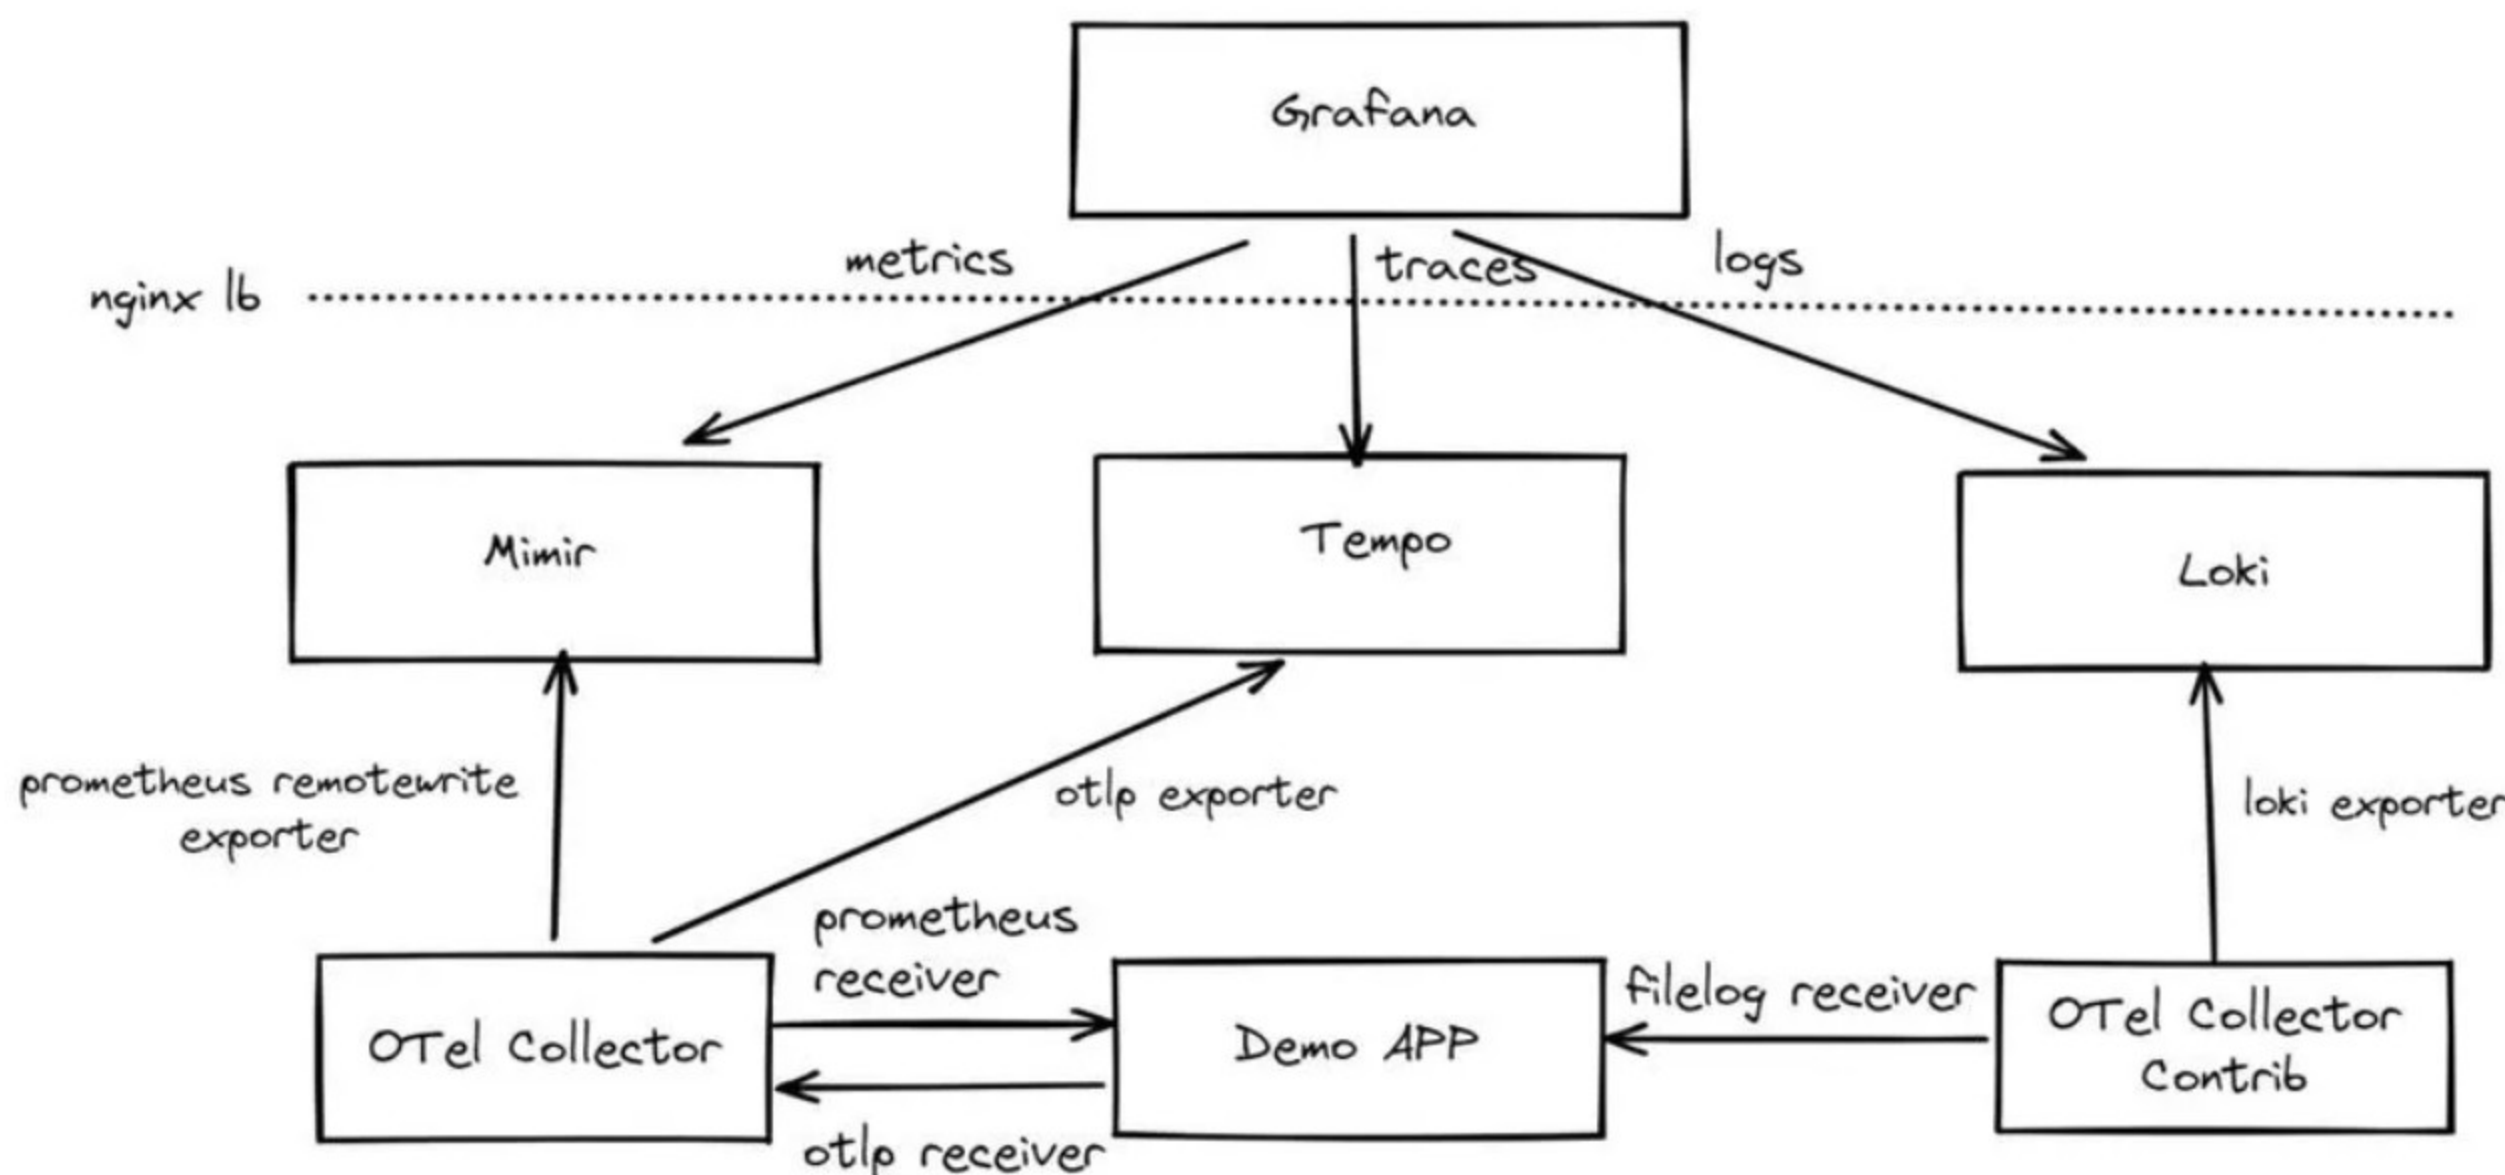 Grafana
metrics
traces
logs
nginx lb
Mimir
Tempo
Loki
prometheus remotewrite
exporter
otlp exporter
loki exporter
prometheus
receiver
filelog receiver
OTel Collector
Demo APP
OTel Collector
Contrib
otlp receiver